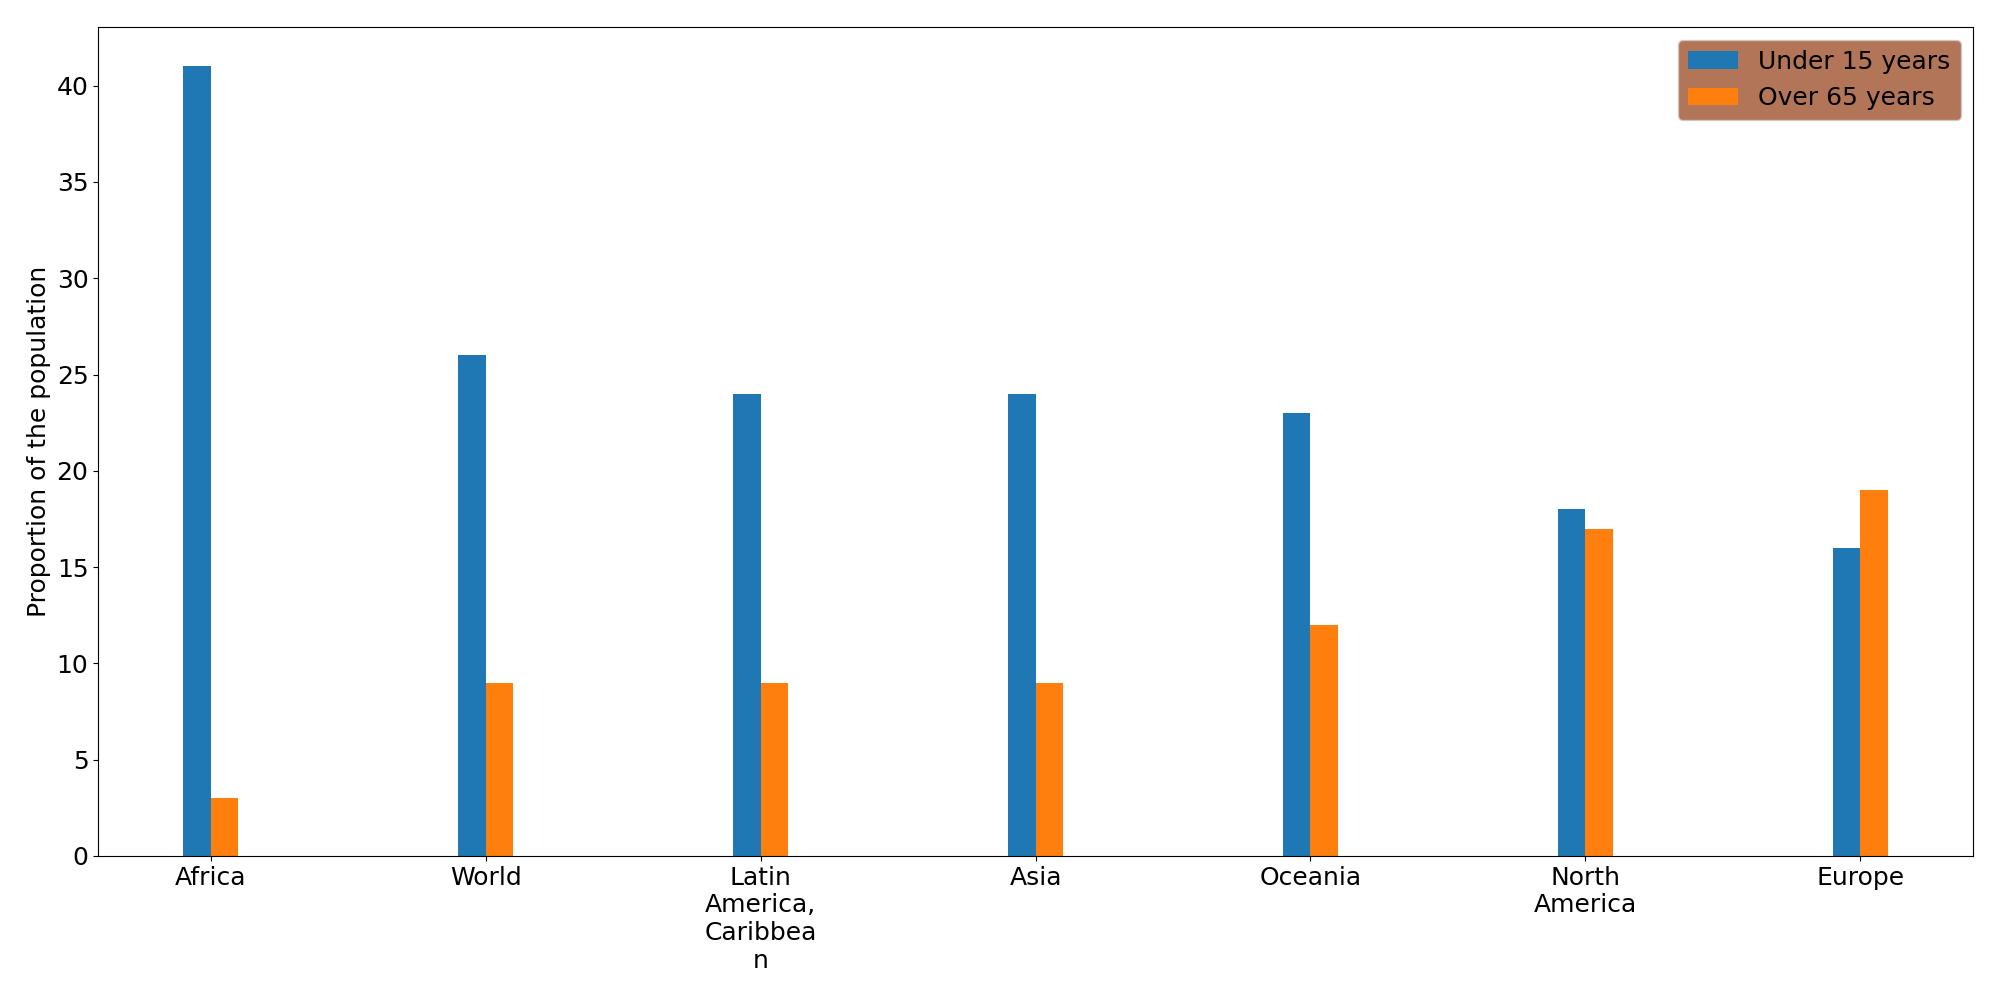 Under 15 years
Over 65 years
Proportion of the population
40
35
30
25
20
15
10
5
0
Africa
World
Latin
America,
Caribbea
n
Asia
Oceania
North
America
Europe